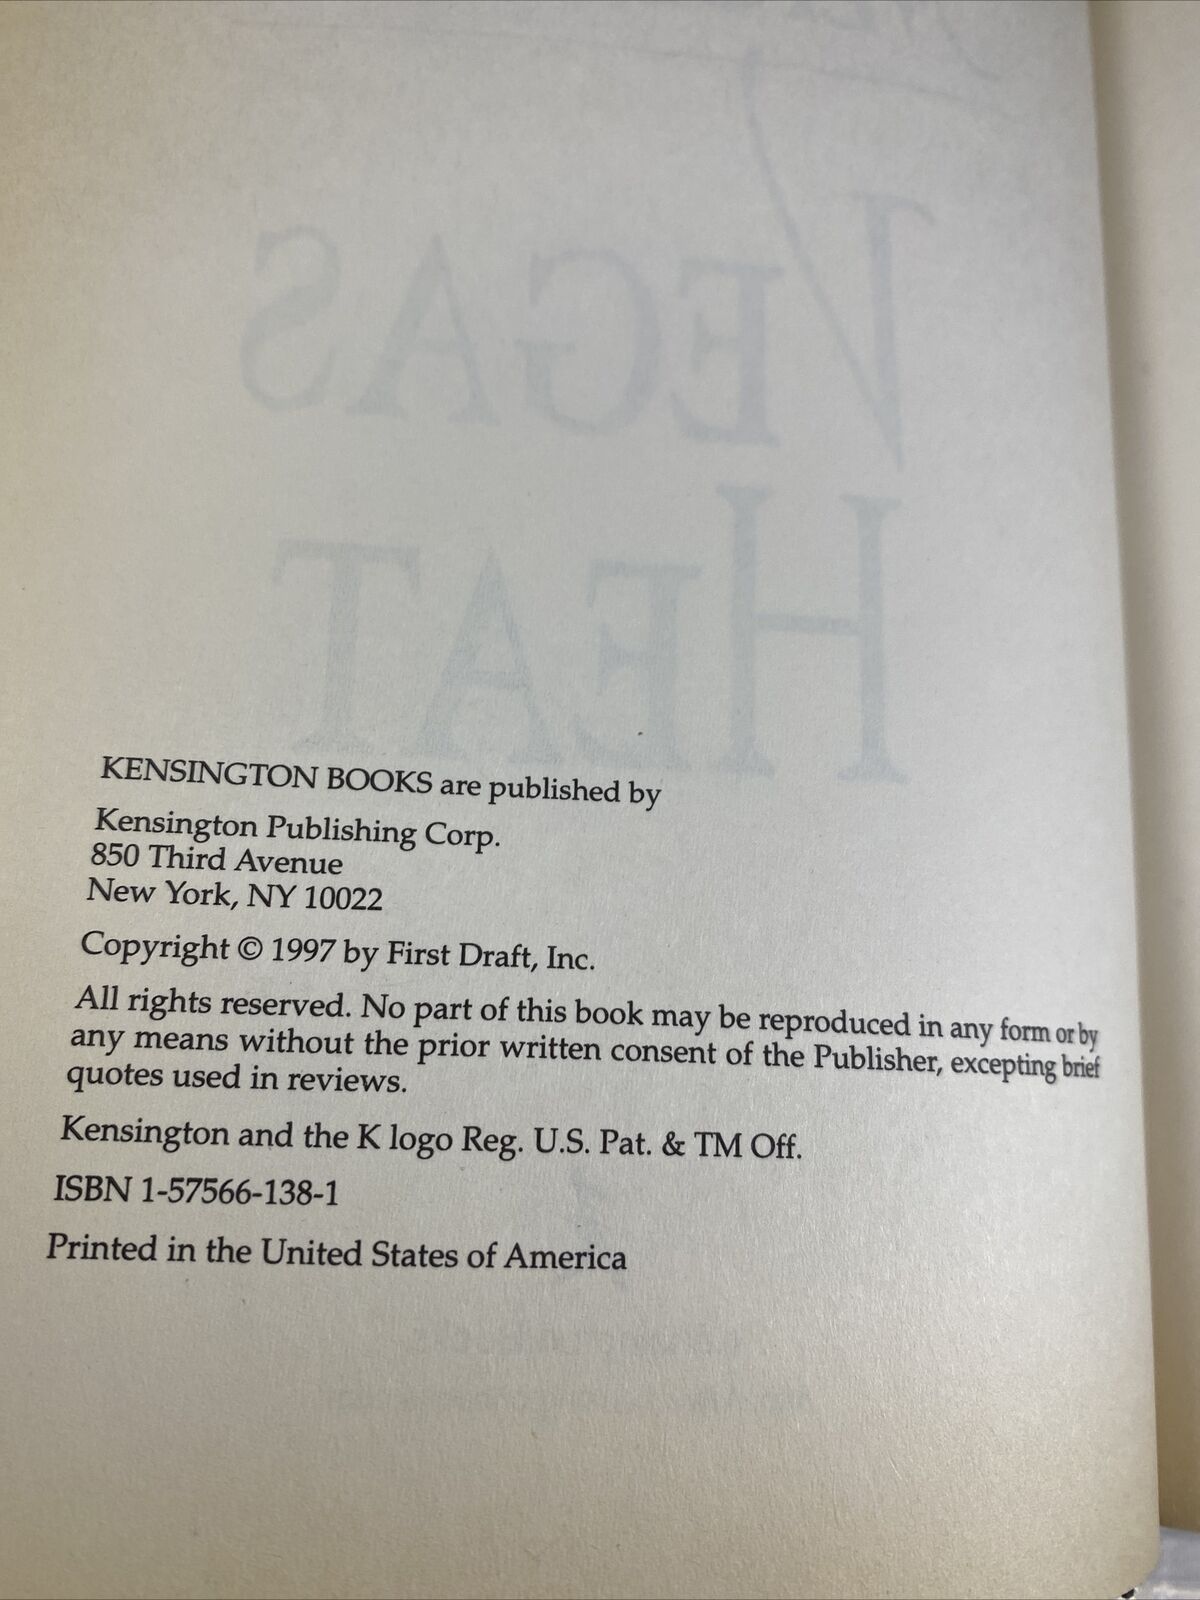 VEGAS
HEAT
KENSINGTON BOOKS are published by
Kensington Publishing Corp.
850 Third Avenue
New York, NY 10022
Copyright © 1997 by First Draft, Inc.
All rights reserved. No part of this book may be reproduced in any form or by
any means without the prior written consent of the Publisher, excepting brief
quotes used in reviews.
Kensington and the K logo Reg. U.S. Pat. & TM Off.
ISBN 1-57566-138-1
Printed in the United States of America